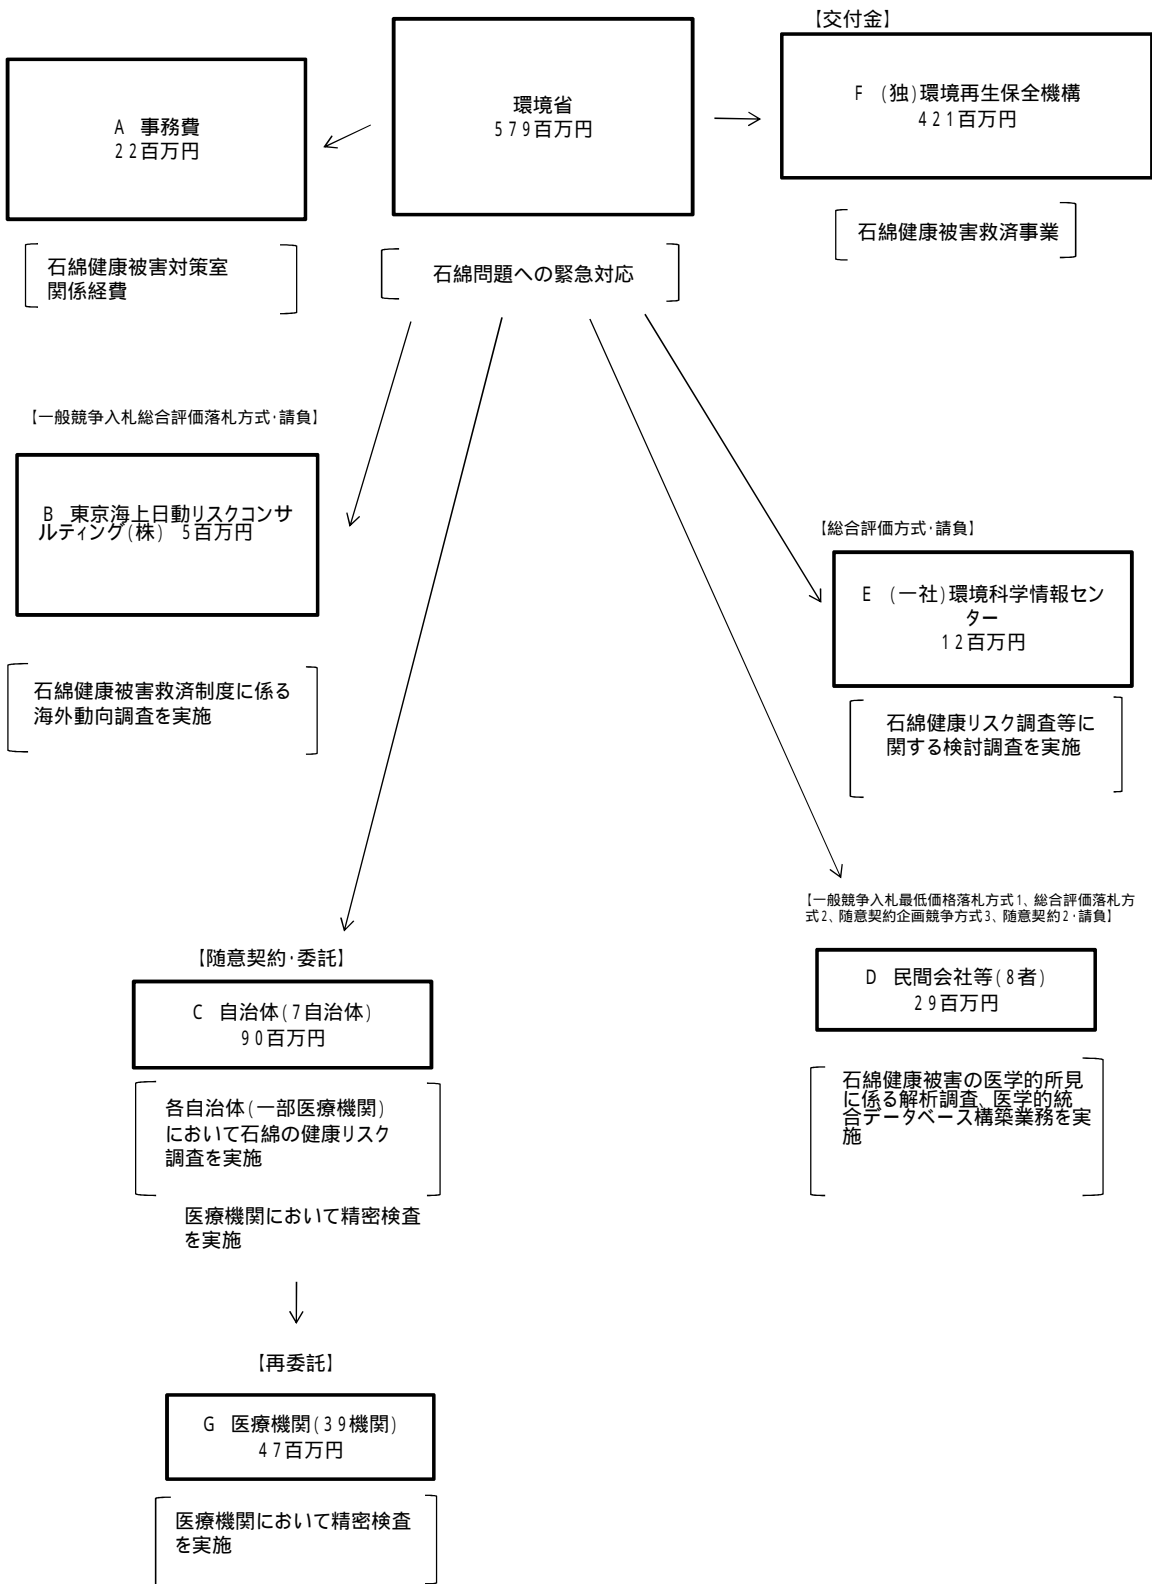 【交付金】
A 事務費
22百万円
環境省
579百万円
F (独)環境再生保全機構
421百万円
石綿健康被害対策室
関係経費
石綿問題への緊急対応
石綿健康被害救済事業
【一般競争入札総合評価落札方式・請負】
B 東京海上日動リスクコンサ
ルティング(株) 5百万円
石綿健康被害救済制度に係る
海外動向調査を実施
【総合評価方式・請負】
E (一社)環境科学情報セン
ター
12百万円
石綿健康リスク調査等に
関する検討調査を実施
【一般競争入札最低価格落札方式1、総合評価落札方
式2、随意契約企画競争方式3、随意契約2・請負】
D 民間会社等(8者)
29百万円
石綿健康被害の医学的所見
に係る解析調査、医学的統
合データベース構築業務を実
施
【随意契約・委託】
C 自治体(7自治体)
90百万円
各自治体(一部医療機関)
において石綿の健康リスク
調査を実施
医療機関において精密検査
を実施
【再委託】
G 医療機関(39機関)
47百万円
医療機関において精密検査
を実施